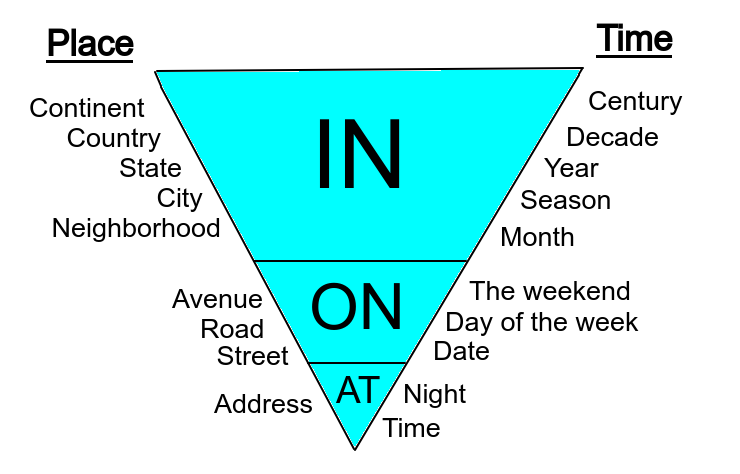 Place
Time
Continent
Country
State
City
Neighborhood
IN
Century
Decade
Year
Season
Month
Avenue
Road
Street
ON
The weekend
Day of the week
Date
Address
AT
Night
Time